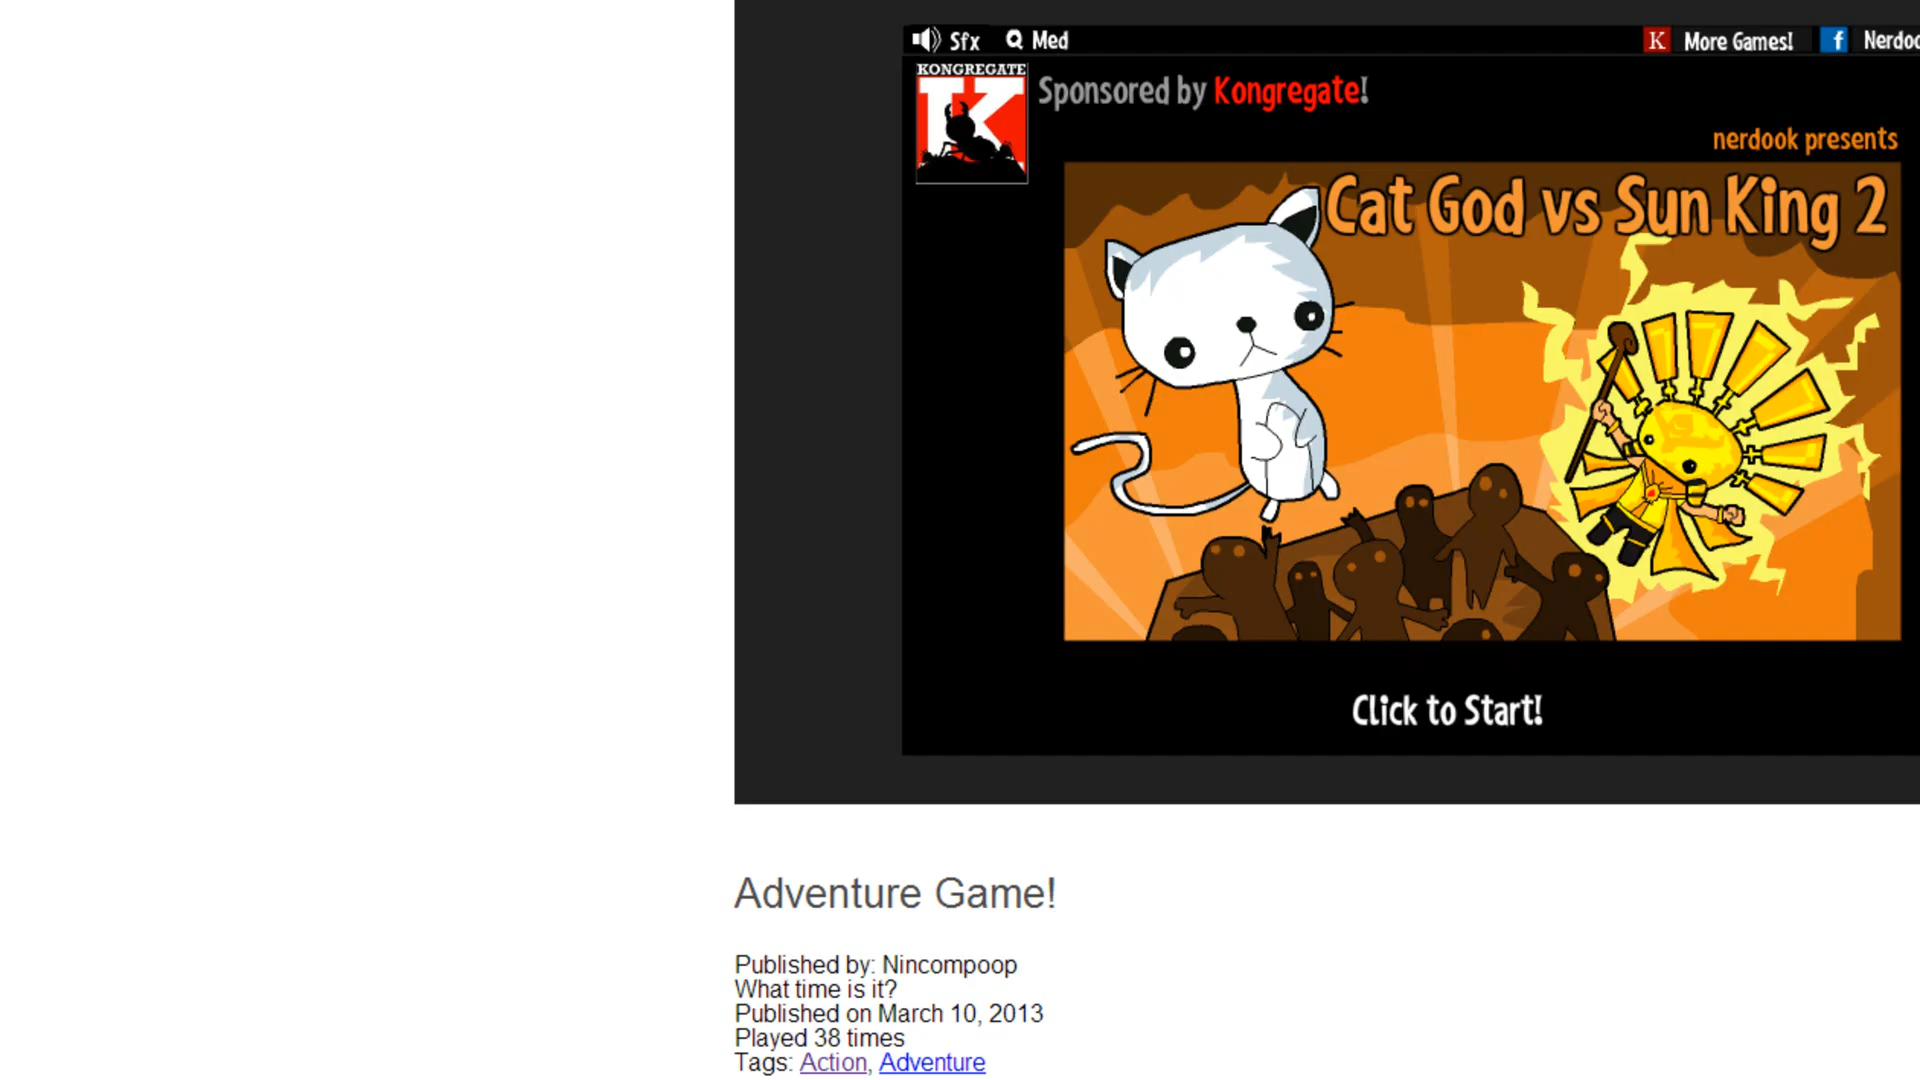 Sfx Med K More Games! f Nerdoo
KONGREGATE
K
Sponsored by Kongregate!
nerdook presents
Cat God vs Sun King 2
Click to Start!
Adventure Game!
Published by: Nincompoop
What time is it?
Published on March 10, 2013
Played 38 times
Tags: Action, Adventure